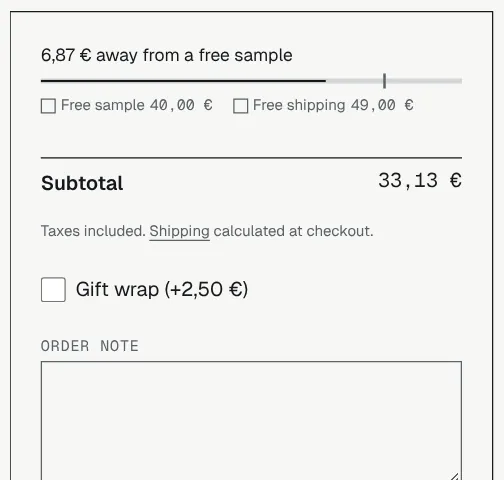 6,87 € away from a free sample
Free sample 40,00 € Free shipping 49,00 €
Subtotal 33,13 €
Taxes included. Shipping calculated at checkout.
Gift wrap (+2,50 €)
ORDER NOTE